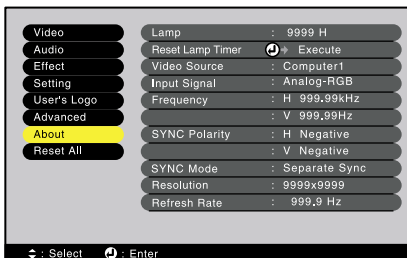 Video
Audio
Effect
Setting
User's Logo
Advanced
About
Reset All
Lamp : 9999 H
Reset Lamp Timer Execute
Video Source : Computer1
Input Signal : Analog-RGB
Frequency : H 999.99kHz
: V 999.99Hz
SYNC Polarity : H Negative
: V Negative
SYNC Mode : Separate Sync
Resolution : 9999x9999
Refresh Rate : 999.9 Hz
: Select : Enter